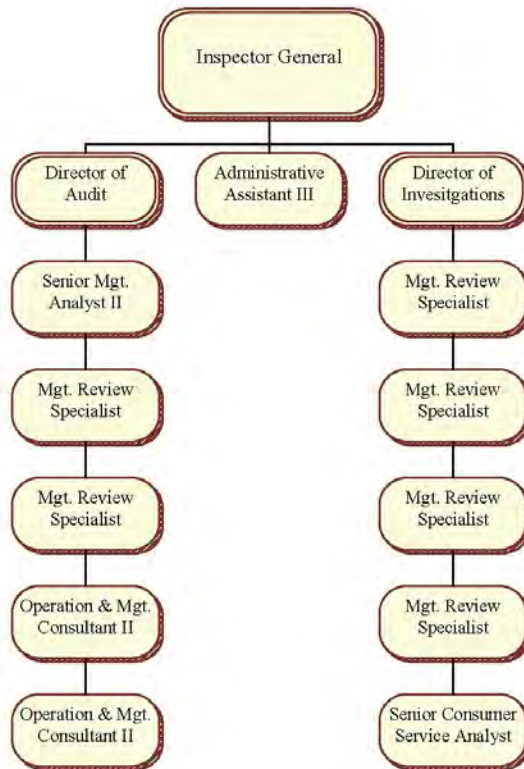 Inspector General
Director of
Audit
Administrative
Assistant III
Director of
Invesitgations
Senior Mgt.
Analyst II
Mgt. Review
Specialist
Mgt. Review
Specialist
Operation & Mgt.
Consultant II
Operation & Mgt.
Consultant II
Mgt. Review
Specialist
Mgt. Review
Specialist
Mgt. Review
Specialist
Mgt. Review
Specialist
Senior Consumer
Service Analyst